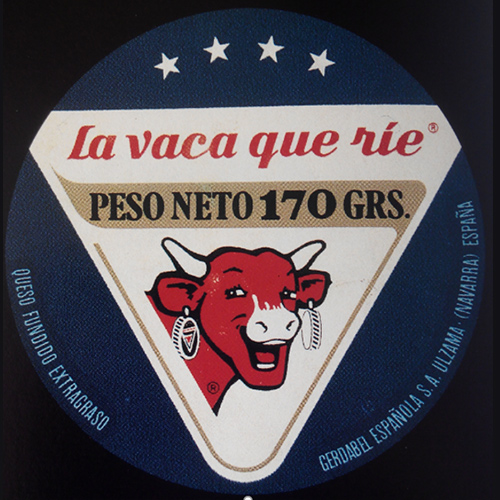 La vaca que ríe®
PESO NETO 170 GRS.
®
QUESO FUNDIDO EXTRAGRASO
GERDABEL ESPAÑOLA S.A. ULZAMA-(NAVARRA) ESPAÑA